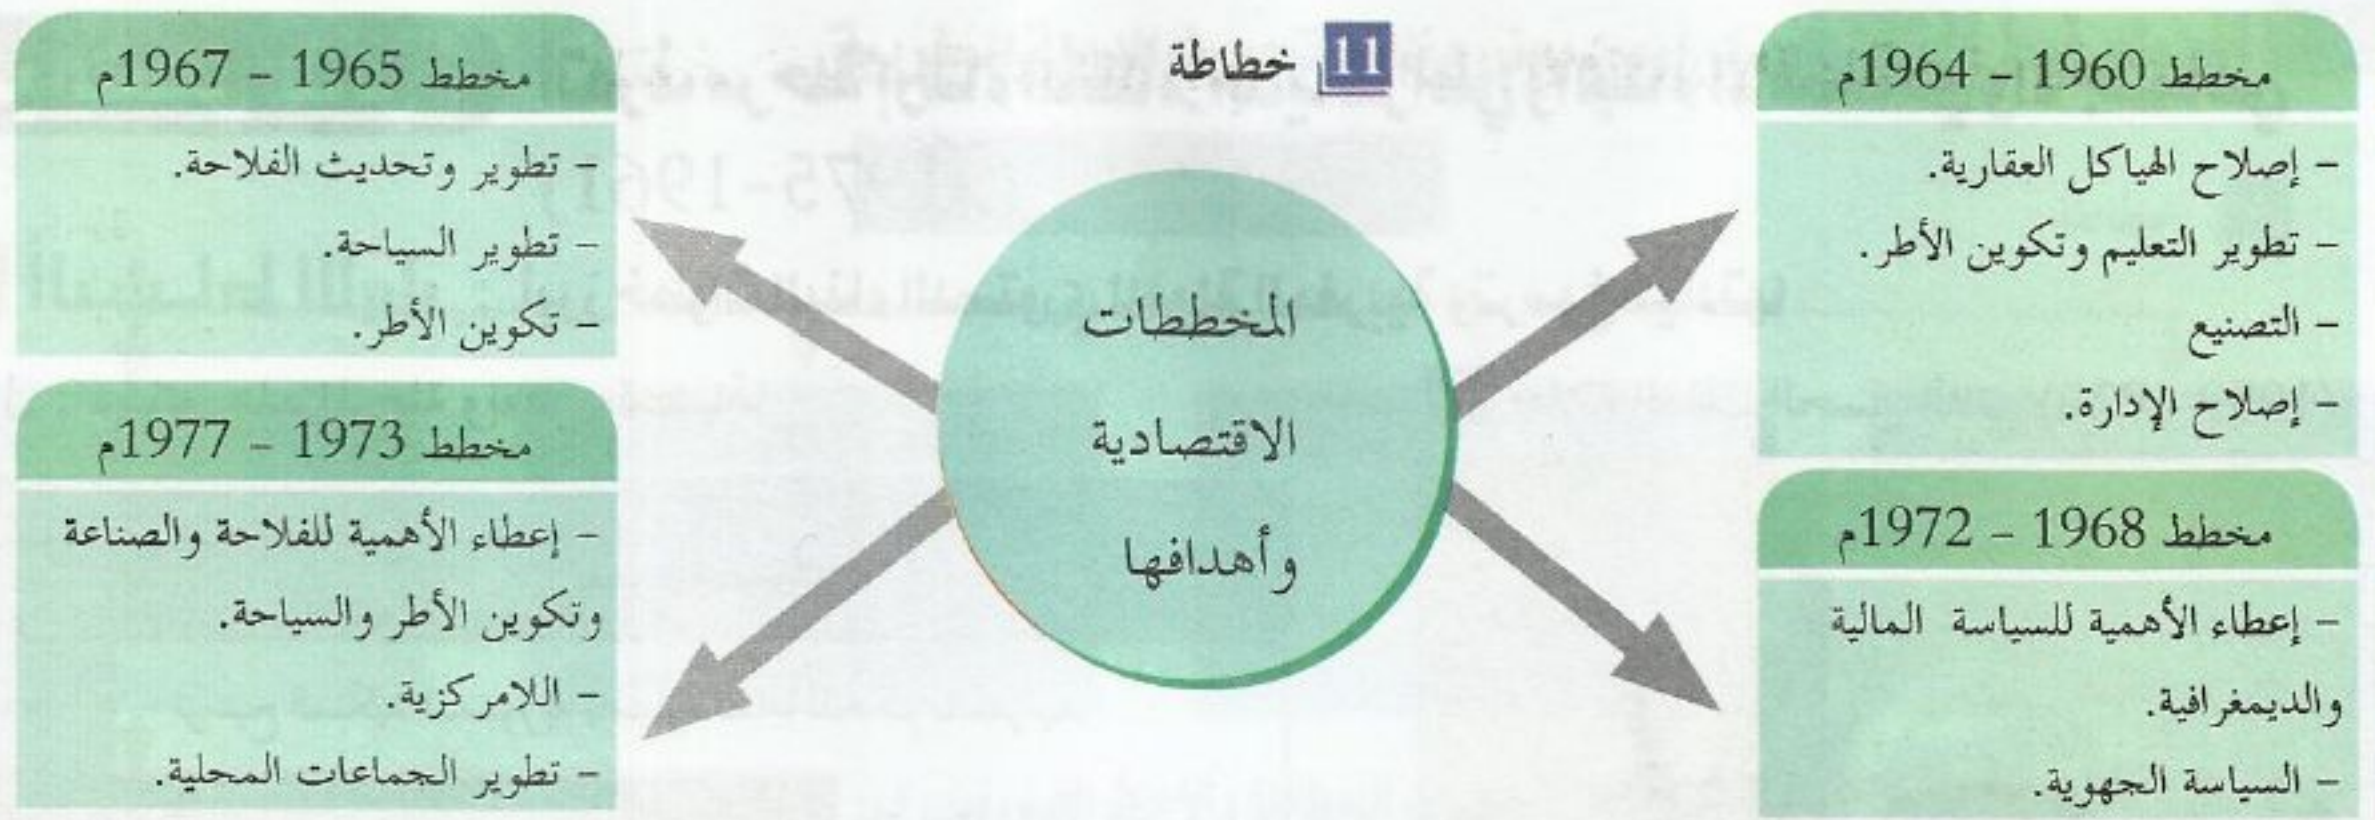 11 خطاطة
مخطط 1960 – 1964م
– إصلاح الهياكل العقارية.
– تطوير التعليم وتكوين الأطر.
– التصنيع
– إصلاح الإدارة.
مخطط 1968 – 1972م
– إعطاء الأهمية للسياسة المالية
والديمغرافية.
– السياسة الجهوية.
المخططات
الاقتصادية
وأهدافها
مخطط 1965 – 1967م
– تطوير وتحديث الفلاحة.
– تطوير السياحة.
– تكوين الأطر.
مخطط 1973 – 1977م
– إعطاء الأهمية للفلاحة والصناعة
وتكوين الأطر والسياحة.
– اللامركزية.
– تطوير الجماعات المحلية.